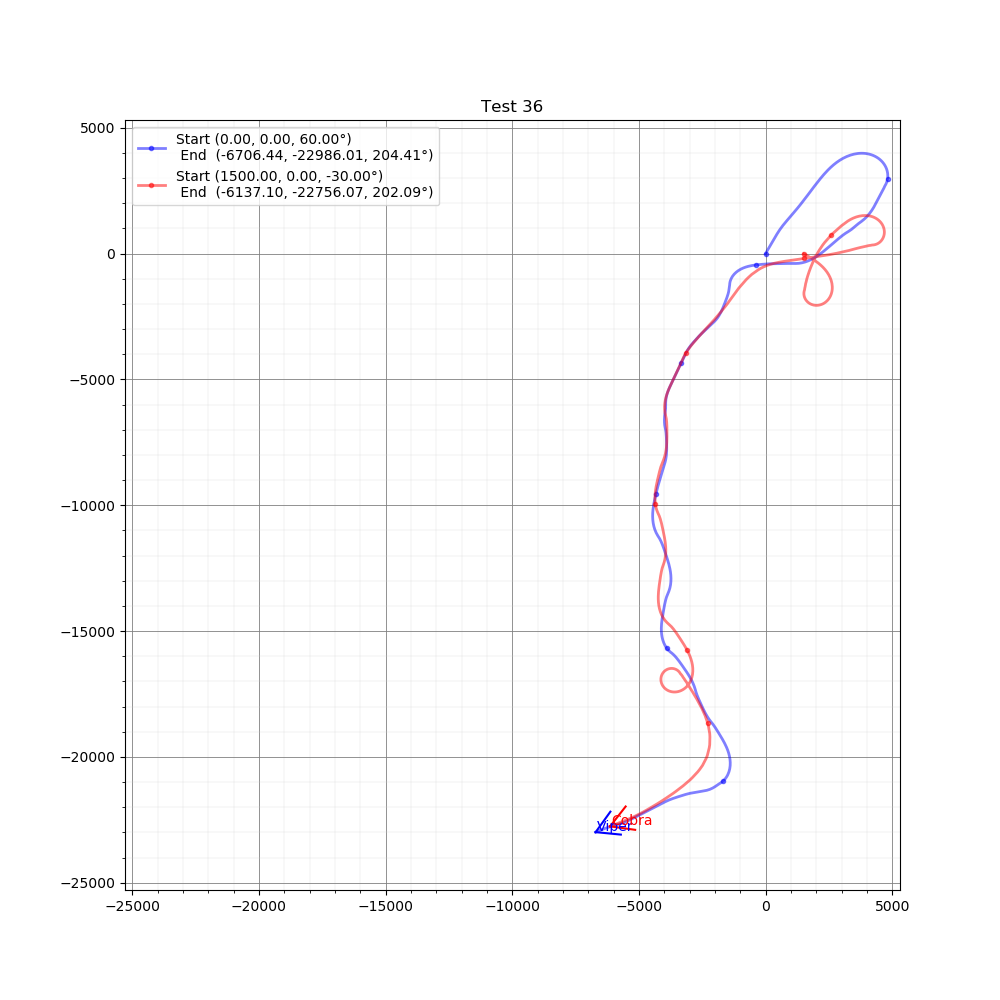 Test 36
Start (0.00, 0.00, 60.00°)
End (-6706.44, -22986.01, 204.41°)
Start (1500.00, 0.00, -30.00°)
End (-6137.10, -22756.07, 202.09°)
5000
0
−5000
−10000
−15000
−20000
−25000
Cobra
Viper
−25000 −20000 −15000 −10000 −5000 0 5000